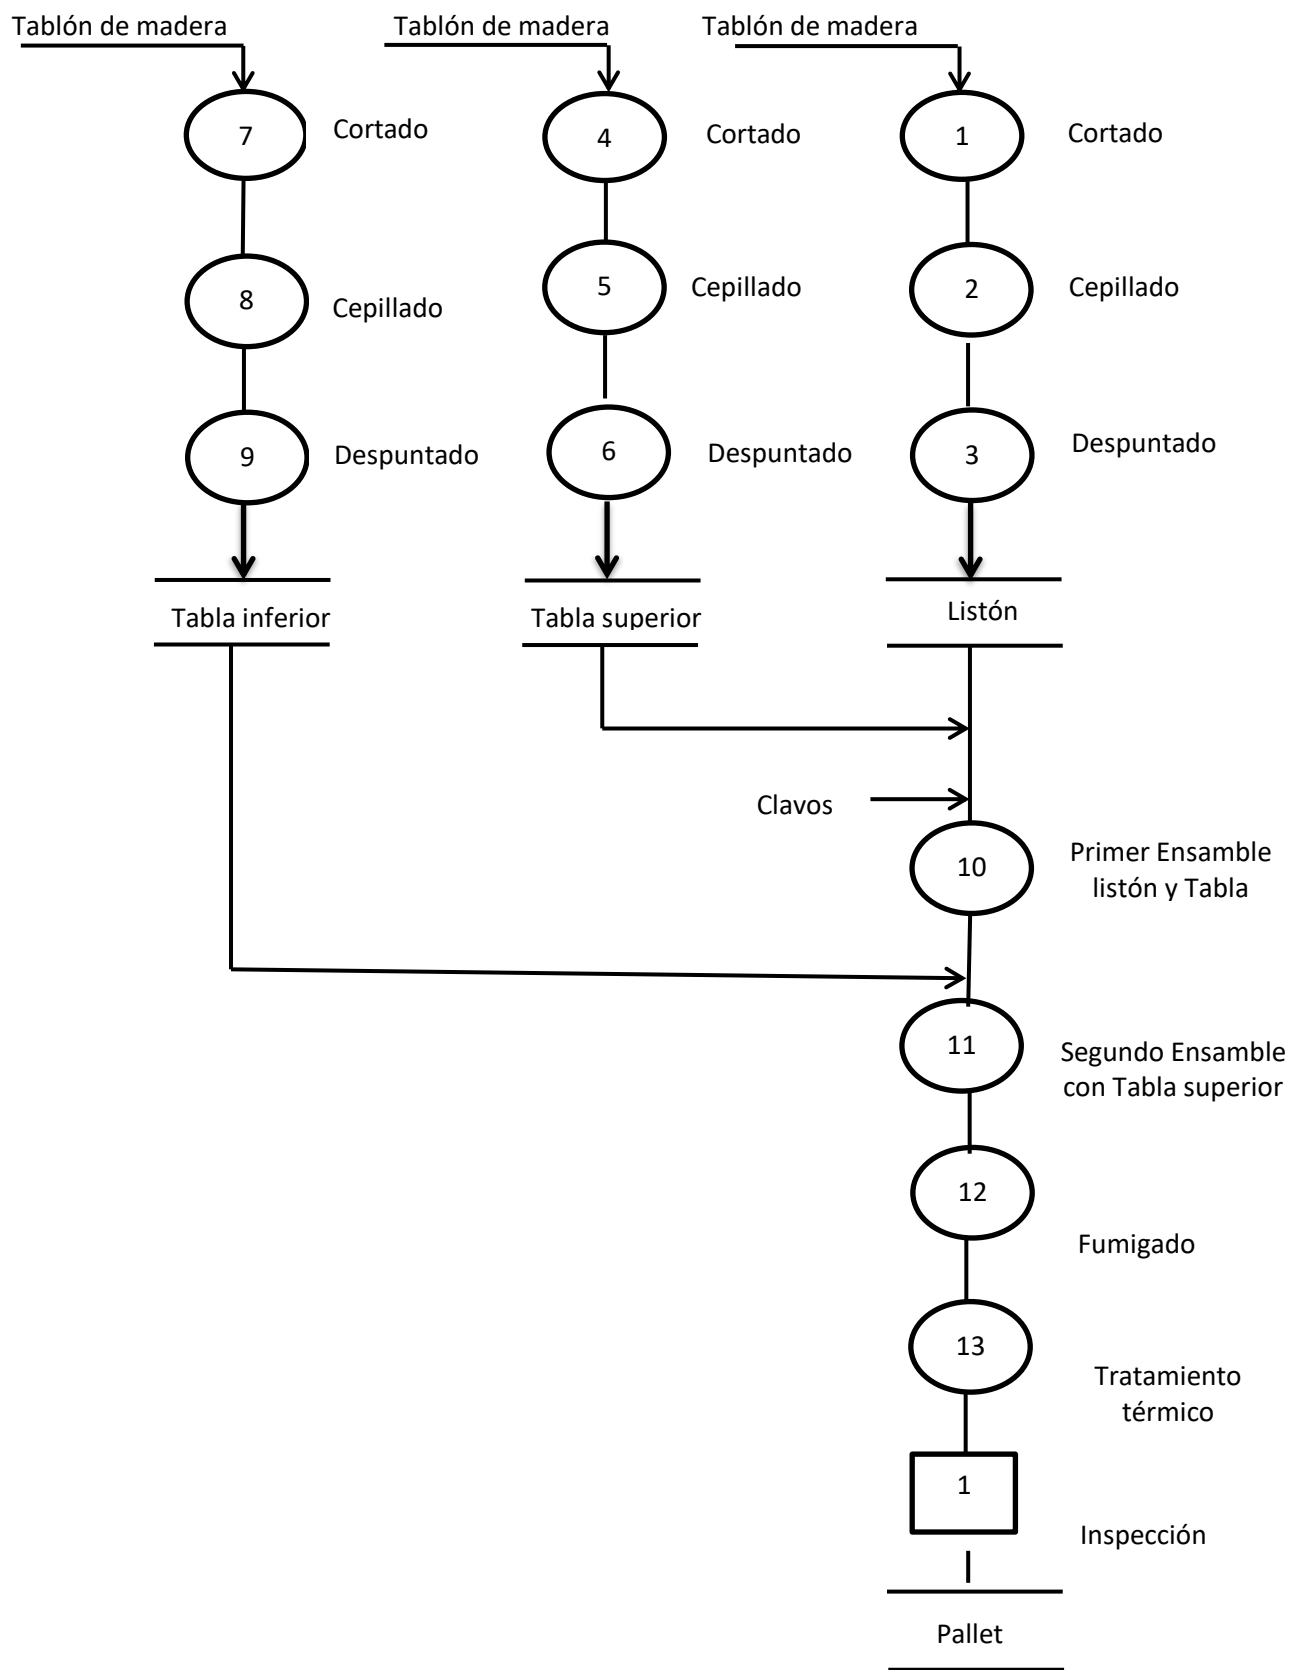 Tablón de madera
Tablón de madera
Tablón de madera
7
Cortado
4
Cortado
1
Cortado
8
Cepillado
5
Cepillado
2
Cepillado
9
Despuntado
6
Despuntado
3
Despuntado
Tabla inferior
Tabla superior
Listón
Clavos
10
Primer Ensamble
listón y Tabla
11
Segundo Ensamble
con Tabla superior
12
Fumigado
13
Tratamiento
térmico
1
Inspección
Pallet